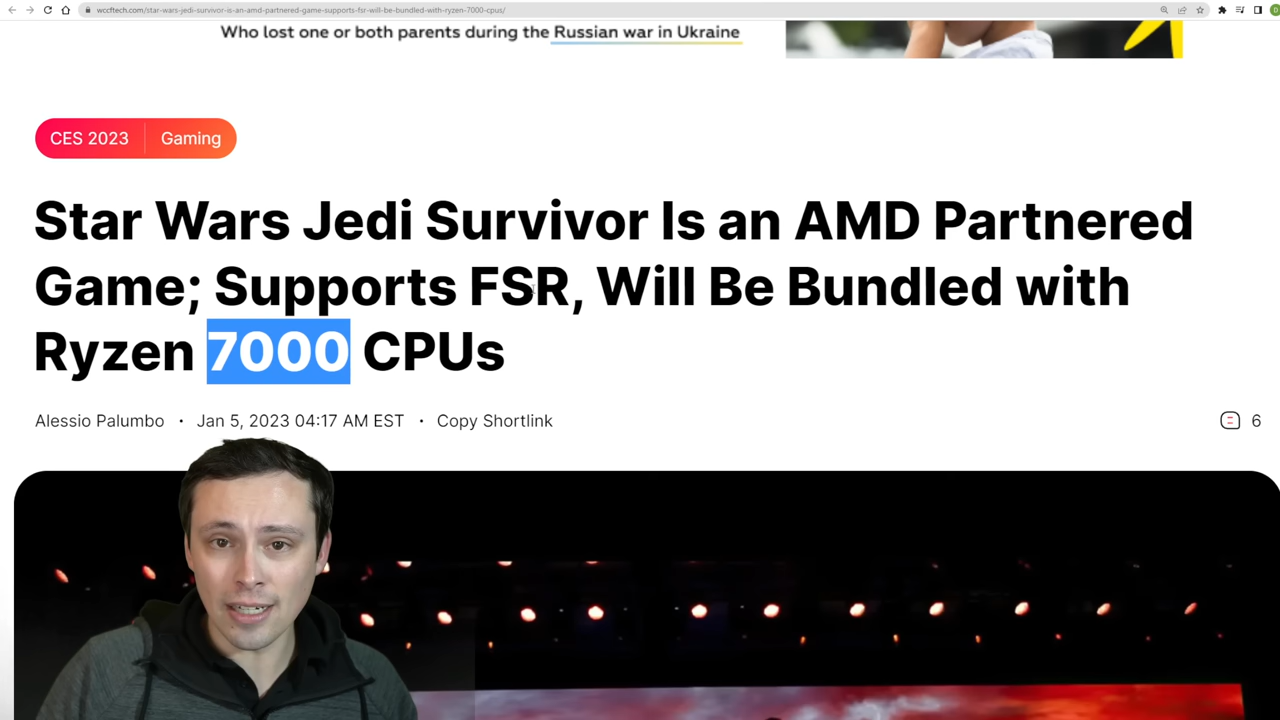 wccftech.com/star-wars-jedi-survivor-is-an-amd-partnered-game-supports-fsr-will-be-bundled-with-ryzen-7000-cpus/
Who lost one or both parents during the Russian war in Ukraine
CES 2023 Gaming
Star Wars Jedi Survivor Is an AMD Partnered
Game; Supports FSR, Will Be Bundled with
Ryzen 7000 CPUs
Alessio Palumbo • Jan 5, 2023 04:17 AM EST • Copy Shortlink
6